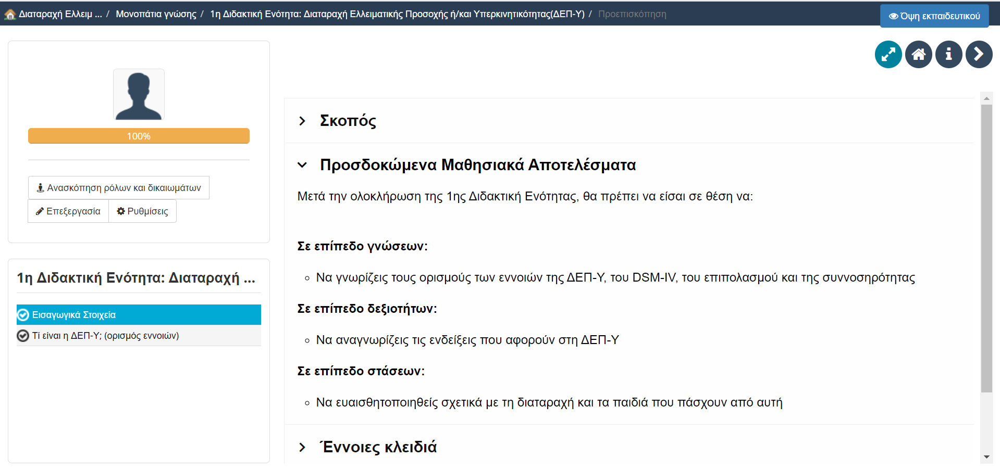 Διαταραχή Ελλειμ ... / Μονοπάτια γνώσης / 1η Διδακτική Ενότητα: Διαταραχή Ελλειματικής Προσοχής ή/και Υπερκινητικότητας(ΔΕΠ-Υ) / Προεπισκόπηση
Όψη εκπαιδευτικού
100%
Ανασκόπηση ρόλων και δικαιωμάτων
Επεξεργασία
Ρυθμίσεις
1η Διδακτική Ενότητα: Διαταραχή ...
Εισαγωγικά Στοιχεία
Τί είναι η ΔΕΠ-Υ; (ορισμός εννοιών)
Σκοπός
Προσδοκώμενα Μαθησιακά Αποτελέσματα
Μετά την ολοκλήρωση της 1ης Διδακτική Ενότητας, θα πρέπει να είσαι σε θέση να:
Σε επίπεδο γνώσεων:
Να γνωρίζεις τους ορισμούς των εννοιών της ΔΕΠ-Υ, του DSM-IV, του επιπολασμού και της συννοσηρότητας
Σε επίπεδο δεξιοτήτων:
Να αναγνωρίζεις τις ενδείξεις που αφορούν στη ΔΕΠ-Υ
Σε επίπεδο στάσεων:
Να ευαισθητοποιηθείς σχετικά με τη διαταραχή και τα παιδιά που πάσχουν από αυτή
Έννοιες κλειδιά